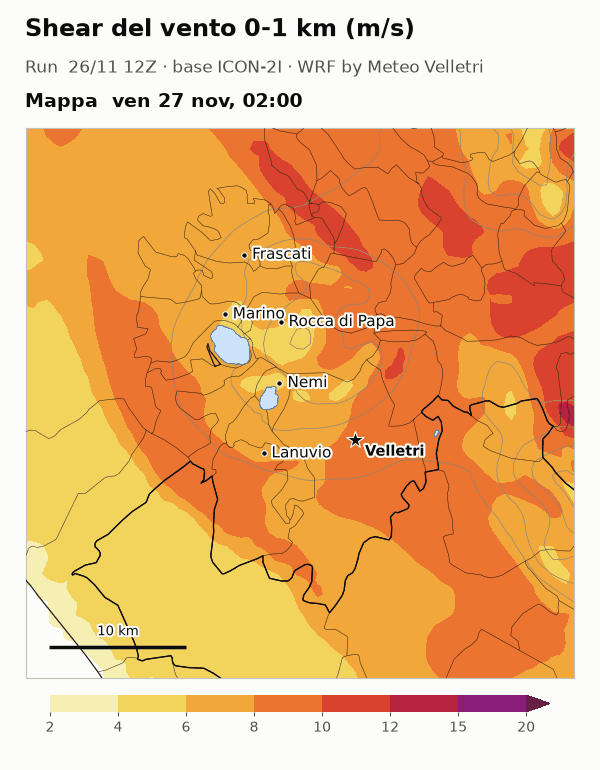 Shear del vento 0-1 km (m/s)
Run  26/11 12Z · base ICON-2I · WRF by Meteo Velletri
Mappa  ven 27 nov, 02:00
Frascati
Marino
Rocca di Papa
Nemi
Velletri
Lanuvio
10 km
2 4 6 8 10 12 15 20